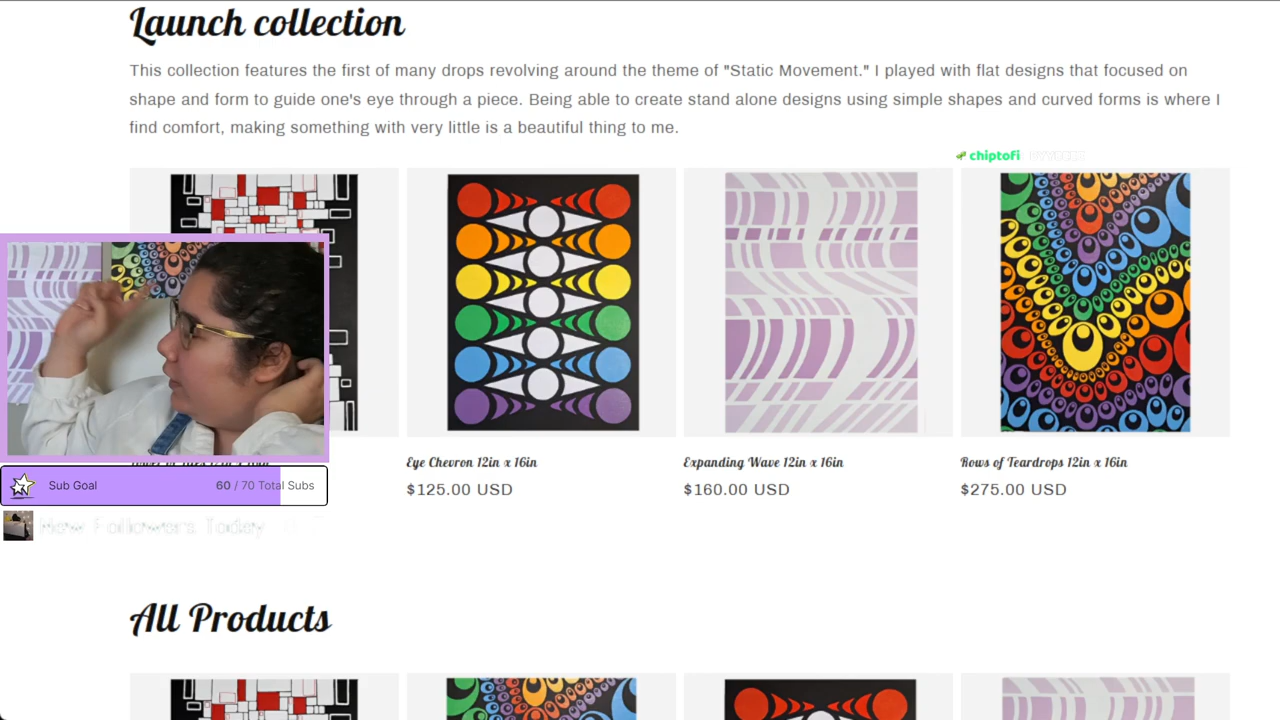 Launch collection
This collection features the first of many drops revolving around the theme of "Static Movement." I played with flat designs that focused on
shape and form to guide one's eye through a piece. Being able to create stand alone designs using simple shapes and curved forms is where I
find comfort, making something with very little is a beautiful thing to me.
chiptofi
Eye Chevron 12in x 16in
Expanding Wave 12in x 16in
Rows of Teardrops 12in x 16in
$125.00 USD
$160.00 USD
$275.00 USD
Sub Goal
60 / 70 Total Subs
New Followers Today
All Products